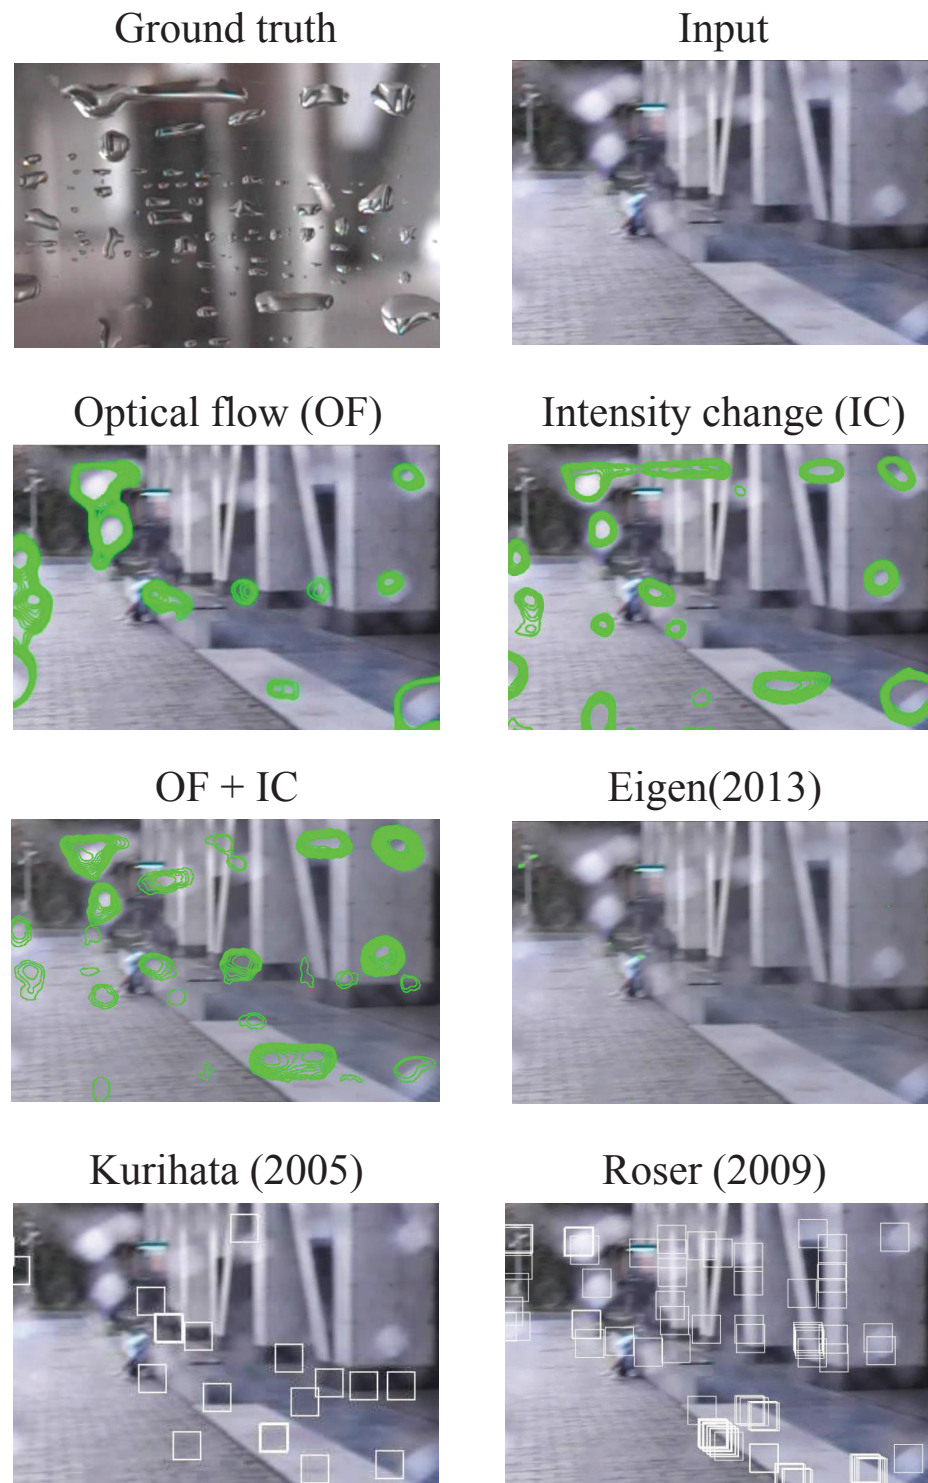 Ground truth
Input
Optical flow (OF)
Intensity change (IC)
OF + IC
Eigen(2013)
Kurihata (2005)
Roser (2009)